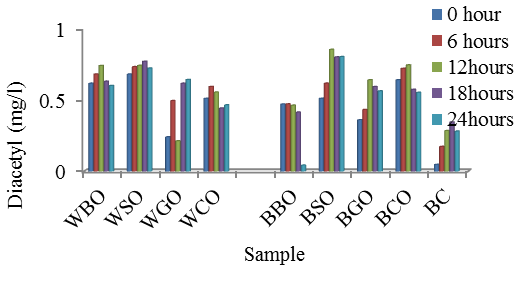 1
0.5
0
Diacetyl (mg/l)
WBO WSO WGO WCO BBO BSO BGO BCO BC
Sample
0 hour
6 hours
12hours
18hours
24hours